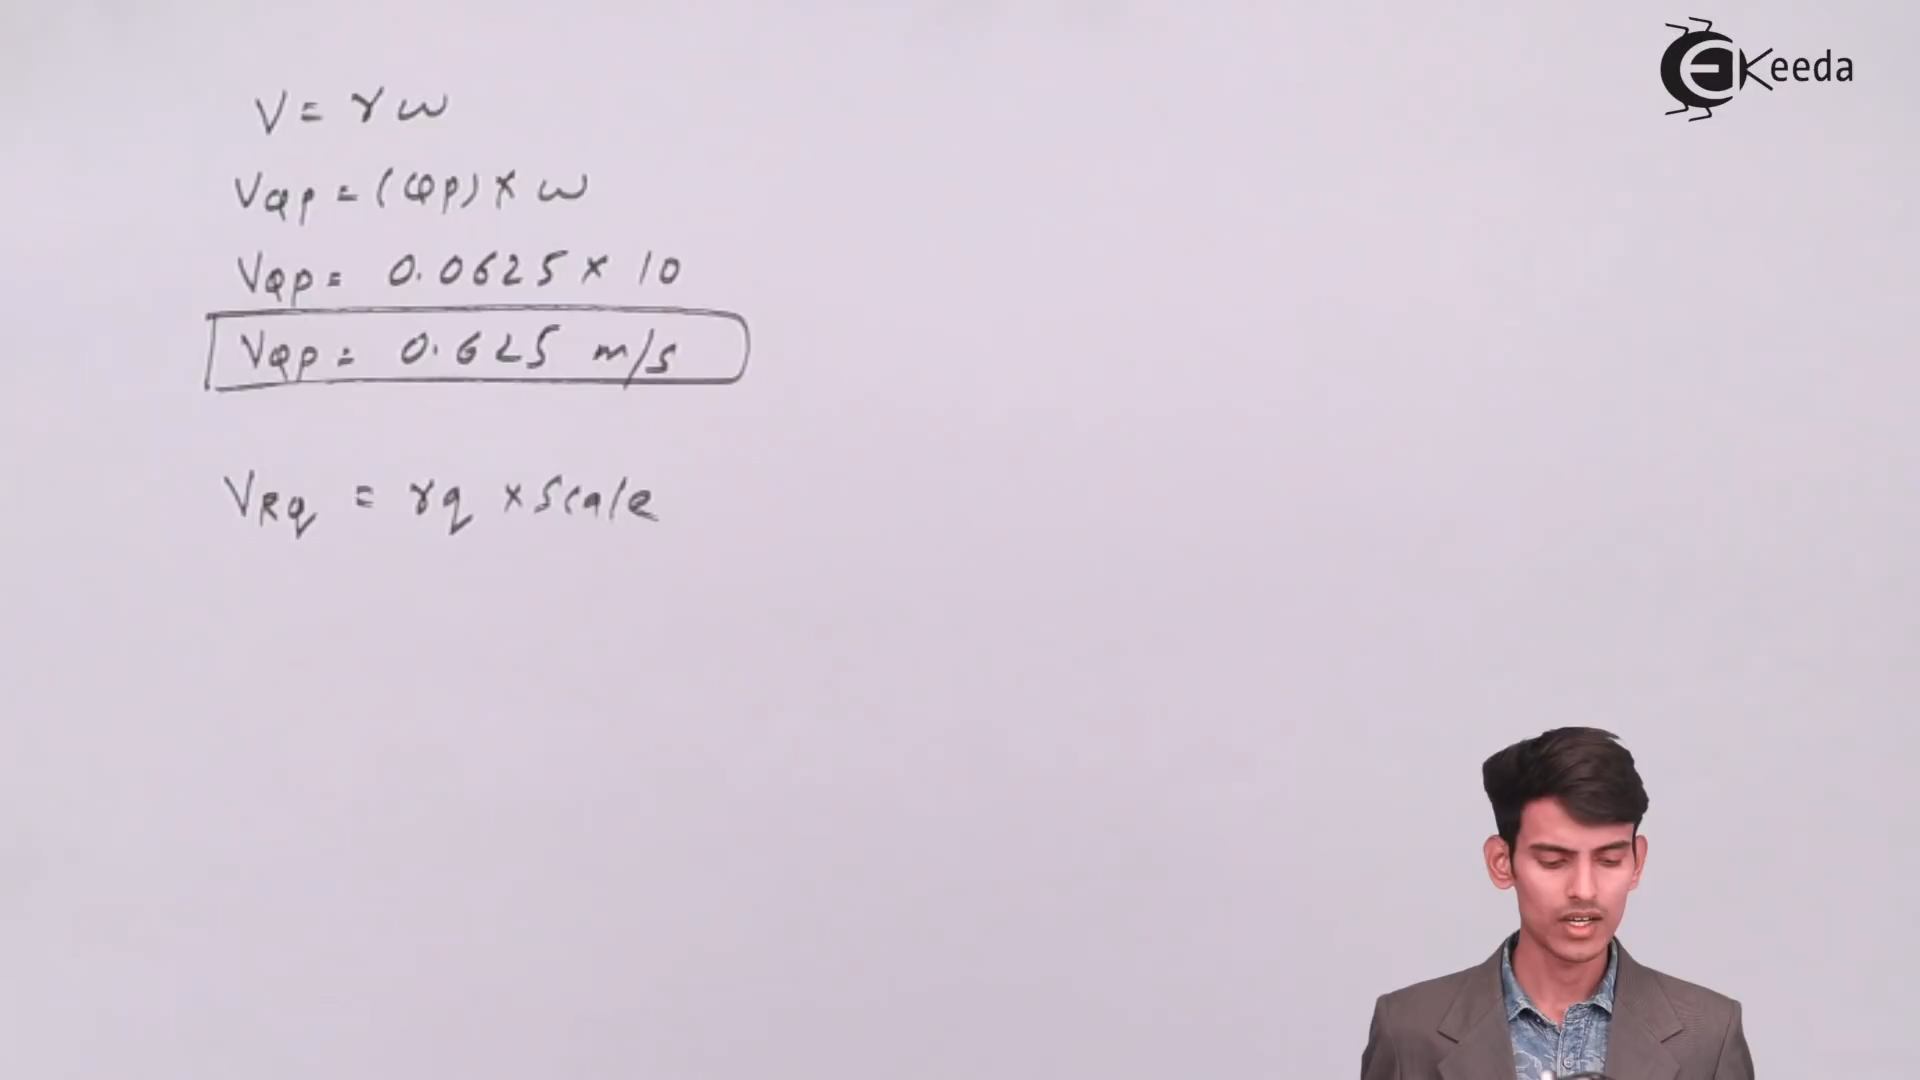 EKeeda
V = rω
VQP = (QP) × ω
VQP = 0.0625 × 10
VQP = 0.625 m/s
VRq = rq × Scale